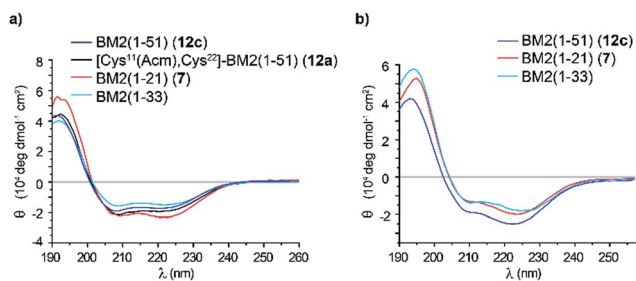 a)
BM2(1-51) (12c)
[Cys11(Acm),Cys22]-BM2(1-51) (12a)
BM2(1-21) (7)
BM2(1-33)
θ (10⁴ deg dmol⁻¹ cm²)
8
6
4
2
0
-2
-4
190 200 210 220 230 240 250 260
λ (nm)
b)
BM2(1-51) (12c)
BM2(1-21) (7)
BM2(1-33)
θ (10⁴ deg dmol⁻¹ cm²)
6
4
2
0
-2
190 200 210 220 230 240 250
λ (nm)